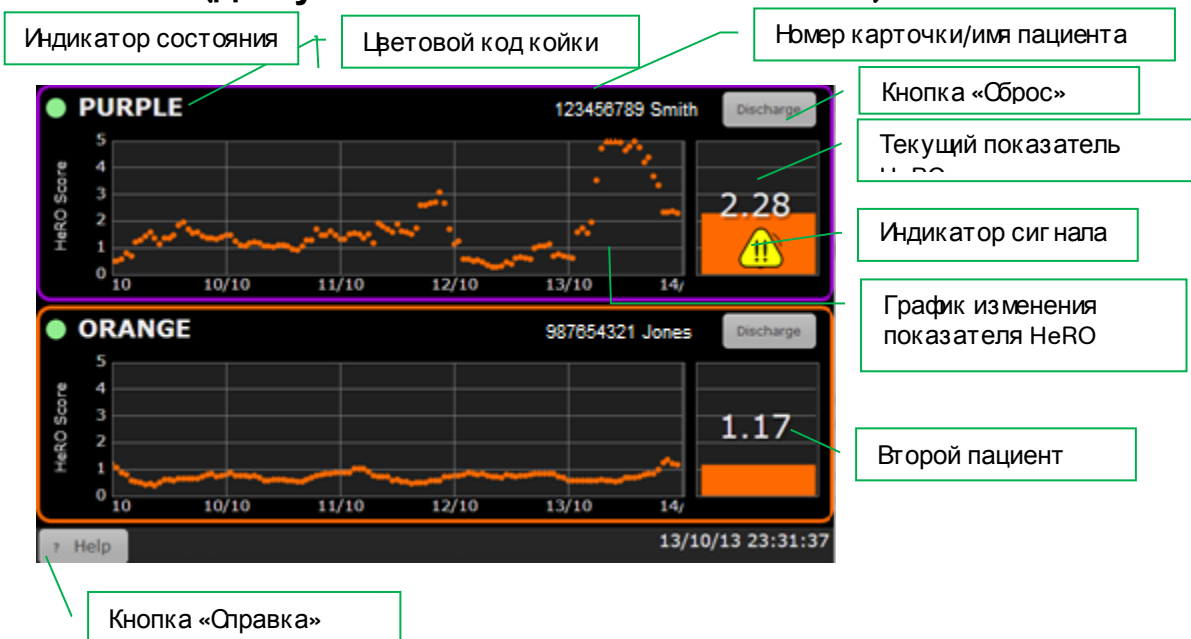 Индикатор состояния
Цветовой код койки
Номер карточки/имя пациента
PURPLE
123456789 Smith
Discharge
Кнопка «Сброс»
HeRO Score
5
4
3
2
1
0
10
10/10
11/10
12/10
13/10
14/
2.28
!!
Текущий показатель
Индикатор сигнала
График изменения
показателя HeRO
ORANGE
987654321 Jones
Discharge
HeRO Score
5
4
3
2
1
0
10
10/10
11/10
12/10
13/10
14/
1.17
Второй пациент
? Help
13/10/13 23:31:37
Кнопка «Справка»